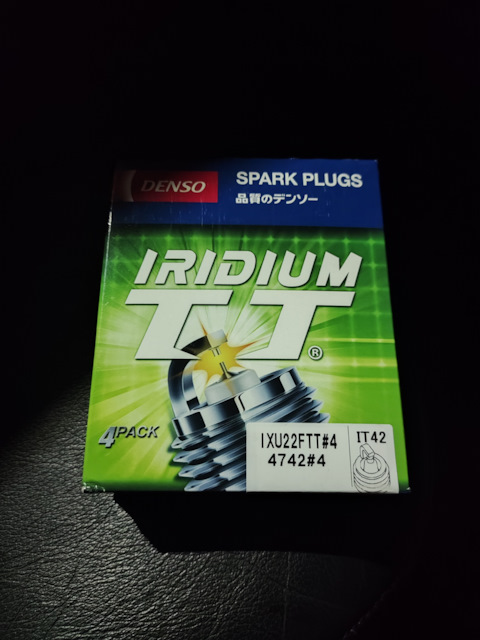 DENSO
SPARK PLUGS
品質のデンソー
IRIDIUM
TT®
4PACK
IXU22FTT#4
4742#4
IT42